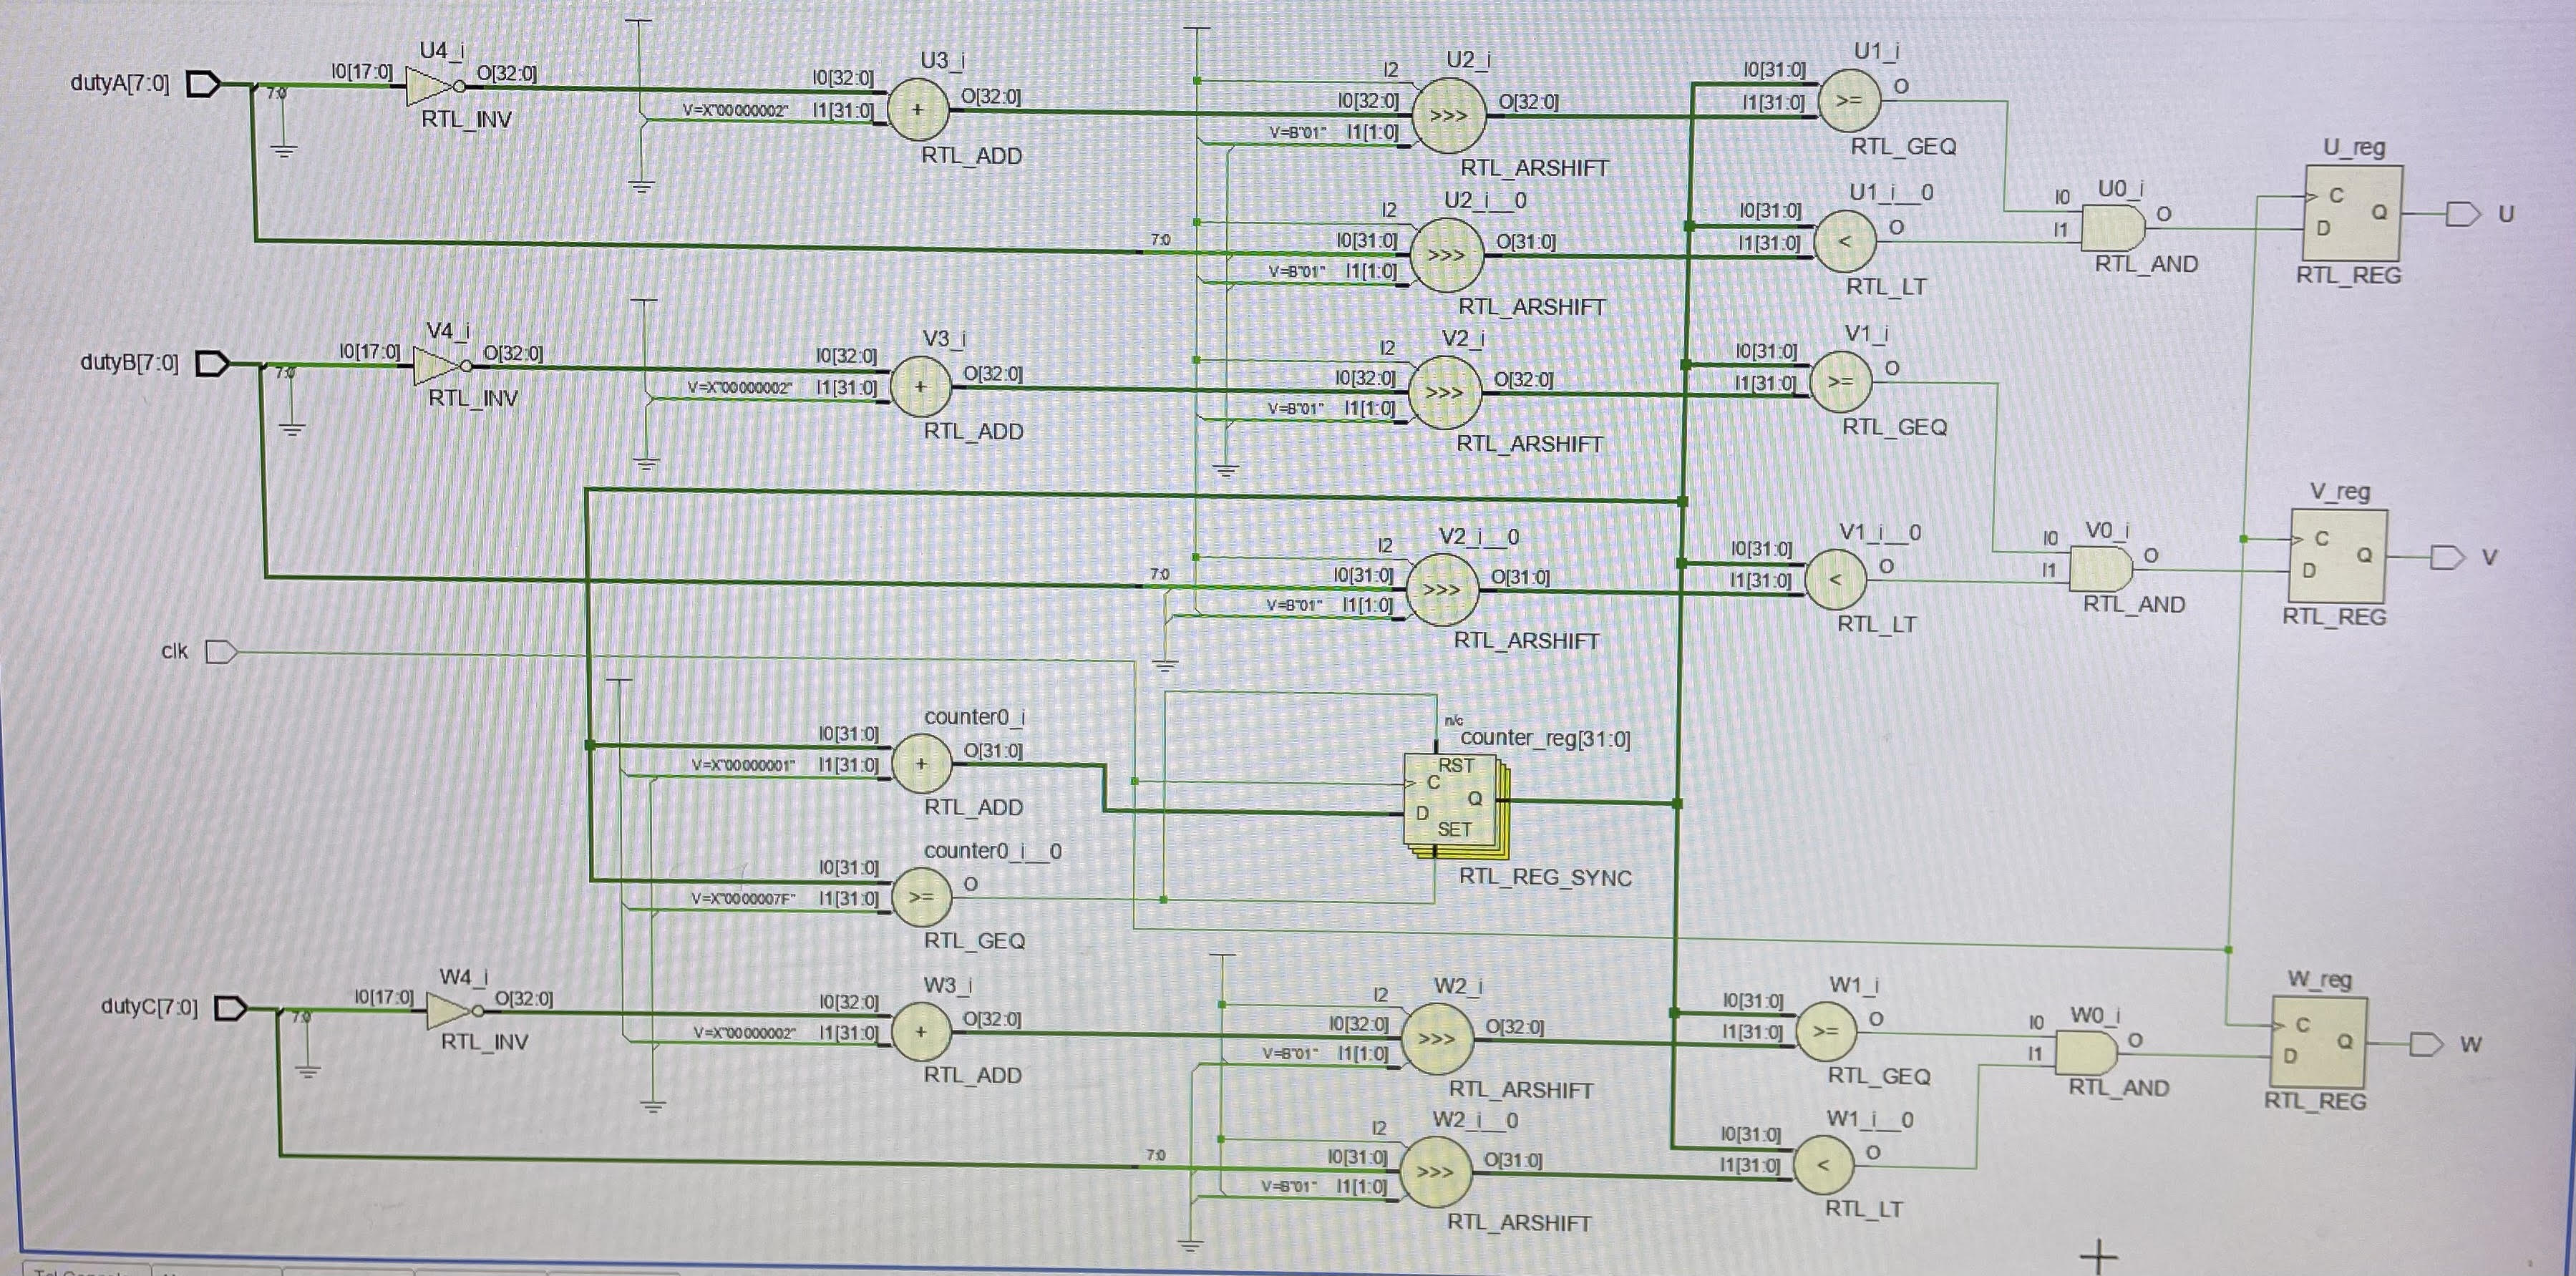 U4_i
dutyA[7:0]
7:0
I0[17:0]
O[32:0]
RTL_INV
U3_i
I0[32:0]
V=X"00000002" I1[31:0]
O[32:0]
RTL_ADD
U2_i
I2
I0[32:0]
V=B"01" I1[1:0]
O[32:0]
RTL_ARSHIFT
U1_i
I0[31:0]
I1[31:0]
>=
O
RTL_GEQ
U2_i__0
I2
7:0
I0[31:0]
V=B"01" I1[1:0]
O[31:0]
RTL_ARSHIFT
U1_i__0
I0[31:0]
I1[31:0]
<
O
RTL_LT
U0_i
I0
I1
O
RTL_AND
U_reg
C
D
Q
RTL_REG
U
V4_i
dutyB[7:0]
7:0
I0[17:0]
O[32:0]
RTL_INV
V3_i
I0[32:0]
V=X"00000002" I1[31:0]
+
O[32:0]
RTL_ADD
V2_i
I2
I0[32:0]
V=B"01" I1[1:0]
>>>
O[32:0]
RTL_ARSHIFT
V1_i
I0[31:0]
I1[31:0]
>=
O
RTL_GEQ
V2_i__0
I2
7:0
I0[31:0]
V=B"01" I1[1:0]
>>>
O[31:0]
RTL_ARSHIFT
V1_i__0
I0[31:0]
I1[31:0]
<
O
RTL_LT
V0_i
I0
I1
O
RTL_AND
V_reg
C
D
Q
RTL_REG
V
clk
counter0_i
I0[31:0]
V=X"00000001" I1[31:0]
+
O[31:0]
RTL_ADD
n/c
counter_reg[31:0]
RST
C
Q
D
SET
RTL_REG_SYNC
counter0_i__0
I0[31:0]
V=X"0000007F" I1[31:0]
>=
O
RTL_GEQ
W4_i
dutyC[7:0]
7:0
I0[17:0]
O[32:0]
RTL_INV
W3_i
I0[32:0]
V=X"00000002" I1[31:0]
+
O[32:0]
RTL_ADD
W2_i
I2
I0[32:0]
V=B"01" I1[1:0]
>>>
O[32:0]
RTL_ARSHIFT
W1_i
I0[31:0]
I1[31:0]
>=
O
RTL_GEQ
W2_i__0
I2
7:0
I0[31:0]
V=B"01" I1[1:0]
>>>
O[31:0]
RTL_ARSHIFT
W1_i__0
I0[31:0]
I1[31:0]
<
O
RTL_LT
W0_i
I0
I1
O
RTL_AND
W_reg
C
D
Q
RTL_REG
W